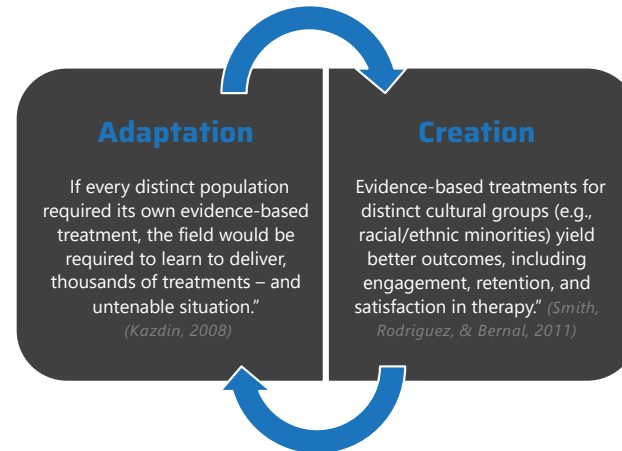 Adaptation
If every distinct population
required its own evidence-based
treatment, the field would be
required to learn to deliver,
thousands of treatments – and
untenable situation.”
(Kazdin, 2008)
Creation
Evidence-based treatments for
distinct cultural groups (e.g.,
racial/ethnic minorities) yield
better outcomes, including
engagement, retention, and
satisfaction in therapy.” (Smith,
Rodriguez, & Bernal, 2011)